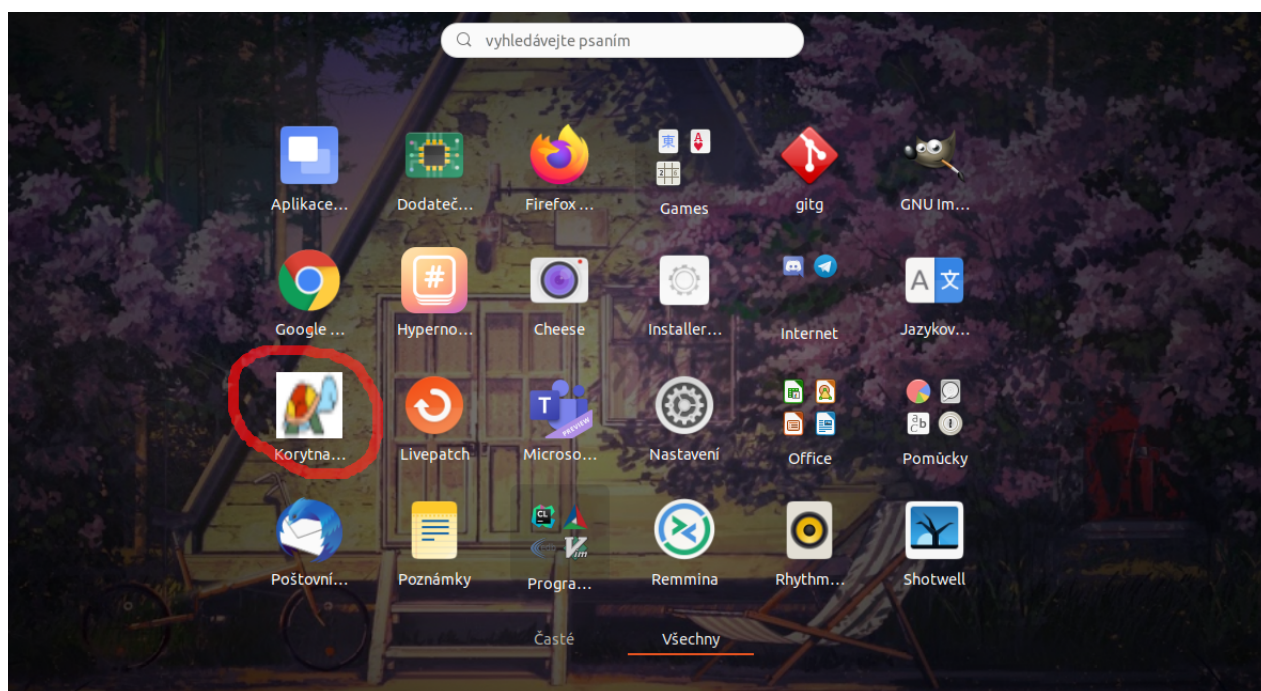 vyhledávejte psaním
Aplikace...
Dodateč...
Firefox ...
Games
gitg
GNU Im...
Google ...
Hyperno...
Cheese
Installer...
Internet
Jazykov...
Korytna...
Livepatch
Microso...
Nastavení
Office
Pomůcky
Poštovní...
Poznámky
Progra...
Remmina
Rhythm...
Shotwell
Časté
Všechny